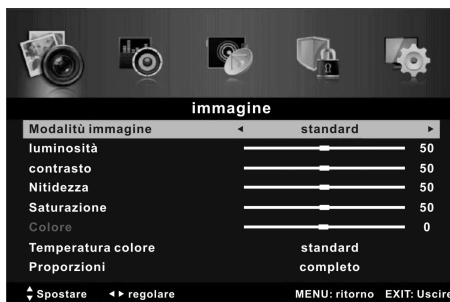 immagine
Modalitù immagine ◂ standard ▸
luminosità 50
contrasto 50
Nitidezza 50
Saturazione 50
Colore 0
Temperatura colore standard
Proporzioni completo
Spostare ◂▸ regolare MENU: ritorno EXIT: Uscire